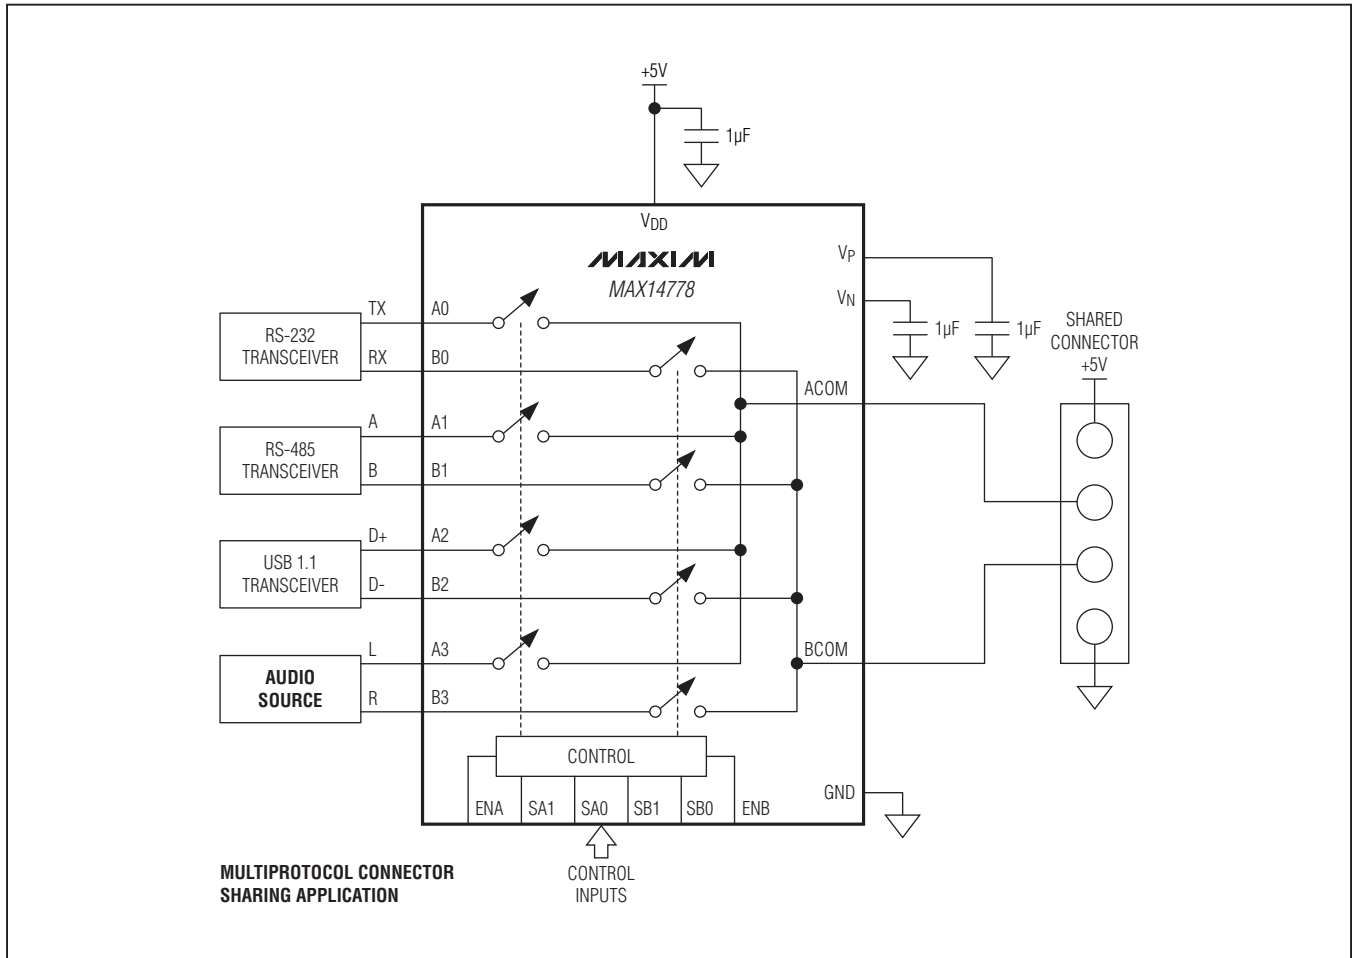 +5V
1µF
VDD
MAXIM
MAX14778
VP
VN
1µF
1µF
SHARED
CONNECTOR
+5V
RS-232
TRANSCEIVER
TX
A0
RX
B0
ACOM
RS-485
TRANSCEIVER
A
A1
B
B1
USB 1.1
TRANSCEIVER
D+
A2
D-
B2
AUDIO
SOURCE
L
A3
R
B3
BCOM
CONTROL
ENA
SA1
SA0
SB1
SB0
ENB
GND
CONTROL
INPUTS
MULTIPROTOCOL CONNECTOR
SHARING APPLICATION